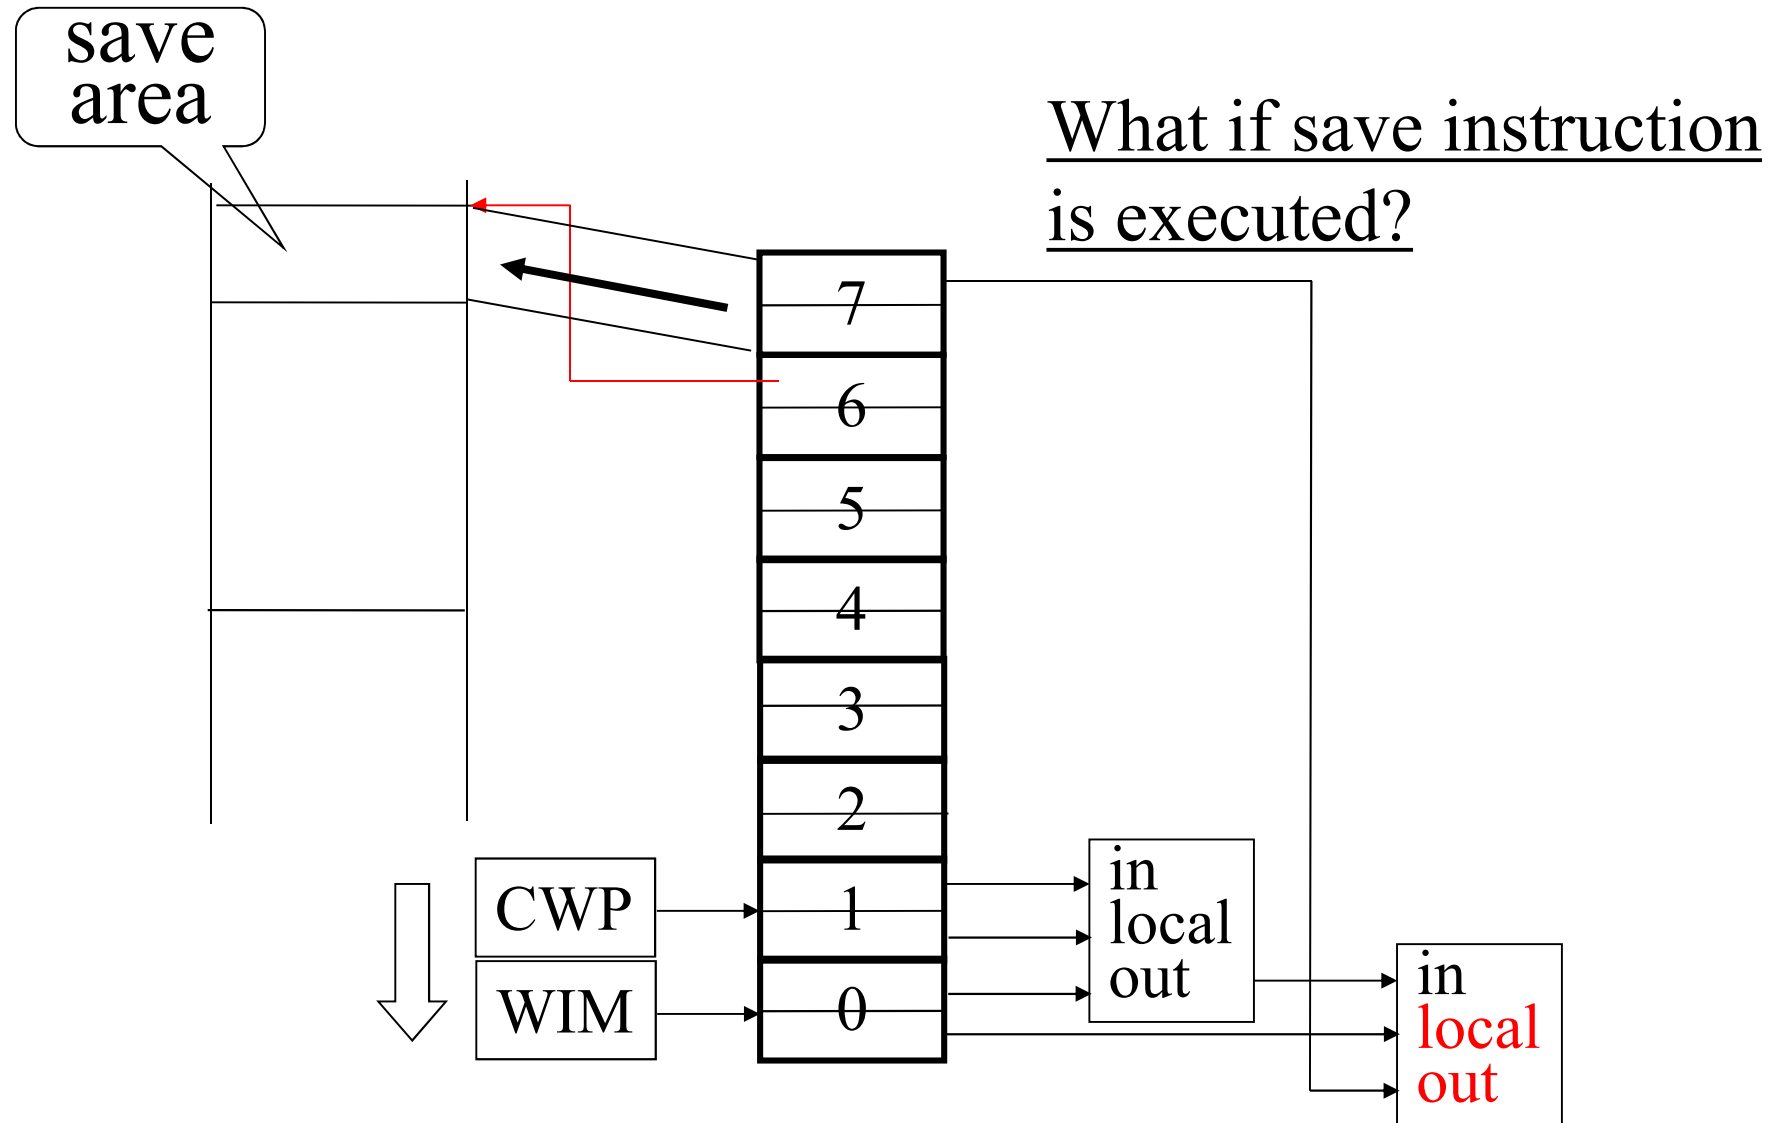 save
area
What if save instruction
is executed?
7
6
5
4
3
2
CWP
1
in
local
out
WIM
0
in
local
out